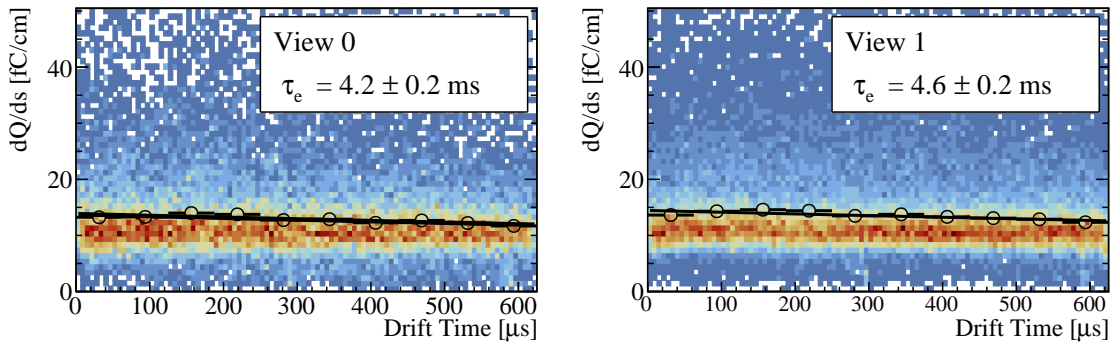 dQ/ds [fC/cm]
40
20
0
View 0
τe = 4.2 ± 0.2 ms
0 100 200 300 400 500 600
Drift Time [μs]
dQ/ds [fC/cm]
40
20
0
View 1
τe = 4.6 ± 0.2 ms
0 100 200 300 400 500 600
Drift Time [μs]